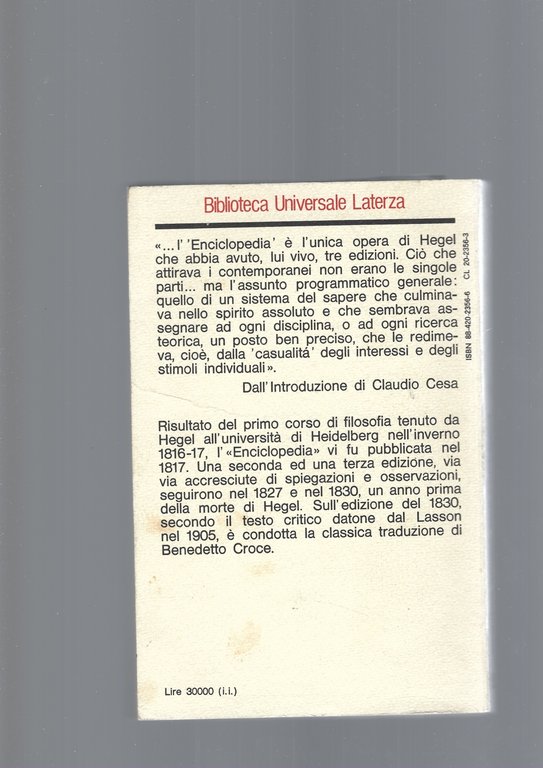 Biblioteca Universale Laterza
«...l''Enciclopedia' è l'unica opera di Hegel
che abbia avuto, lui vivo, tre edizioni. Ciò che
attirava i contemporanei non erano le singole
parti... ma l'assunto programmatico generale:
quello di un sistema del sapere che culmina-
va nello spirito assoluto e che sembrava as-
segnare ad ogni disciplina, o ad ogni ricerca
teorica, un posto ben preciso, che le redime-
va, cioè, dalla 'casualitá' degli interessi e degli
stimoli individuali».
Dall'Introduzione di Claudio Cesa
Risultato del primo corso di filosofia tenuto da
Hegel all'università di Heidelberg nell'inverno
1816-17, l'«Enciclopedia» vi fu pubblicata nel
1817. Una seconda ed una terza edizione, via
via accresciute di spiegazioni e osservazioni,
seguirono nel 1827 e nel 1830, un anno prima
della morte di Hegel. Sull'edizione del 1830,
secondo il testo critico datone dal Lasson
nel 1905, è condotta la classica traduzione di
Benedetto Croce.
Lire 30000 (i.i.)
ISBN 88-420-2356-6 CL 20-2356-3